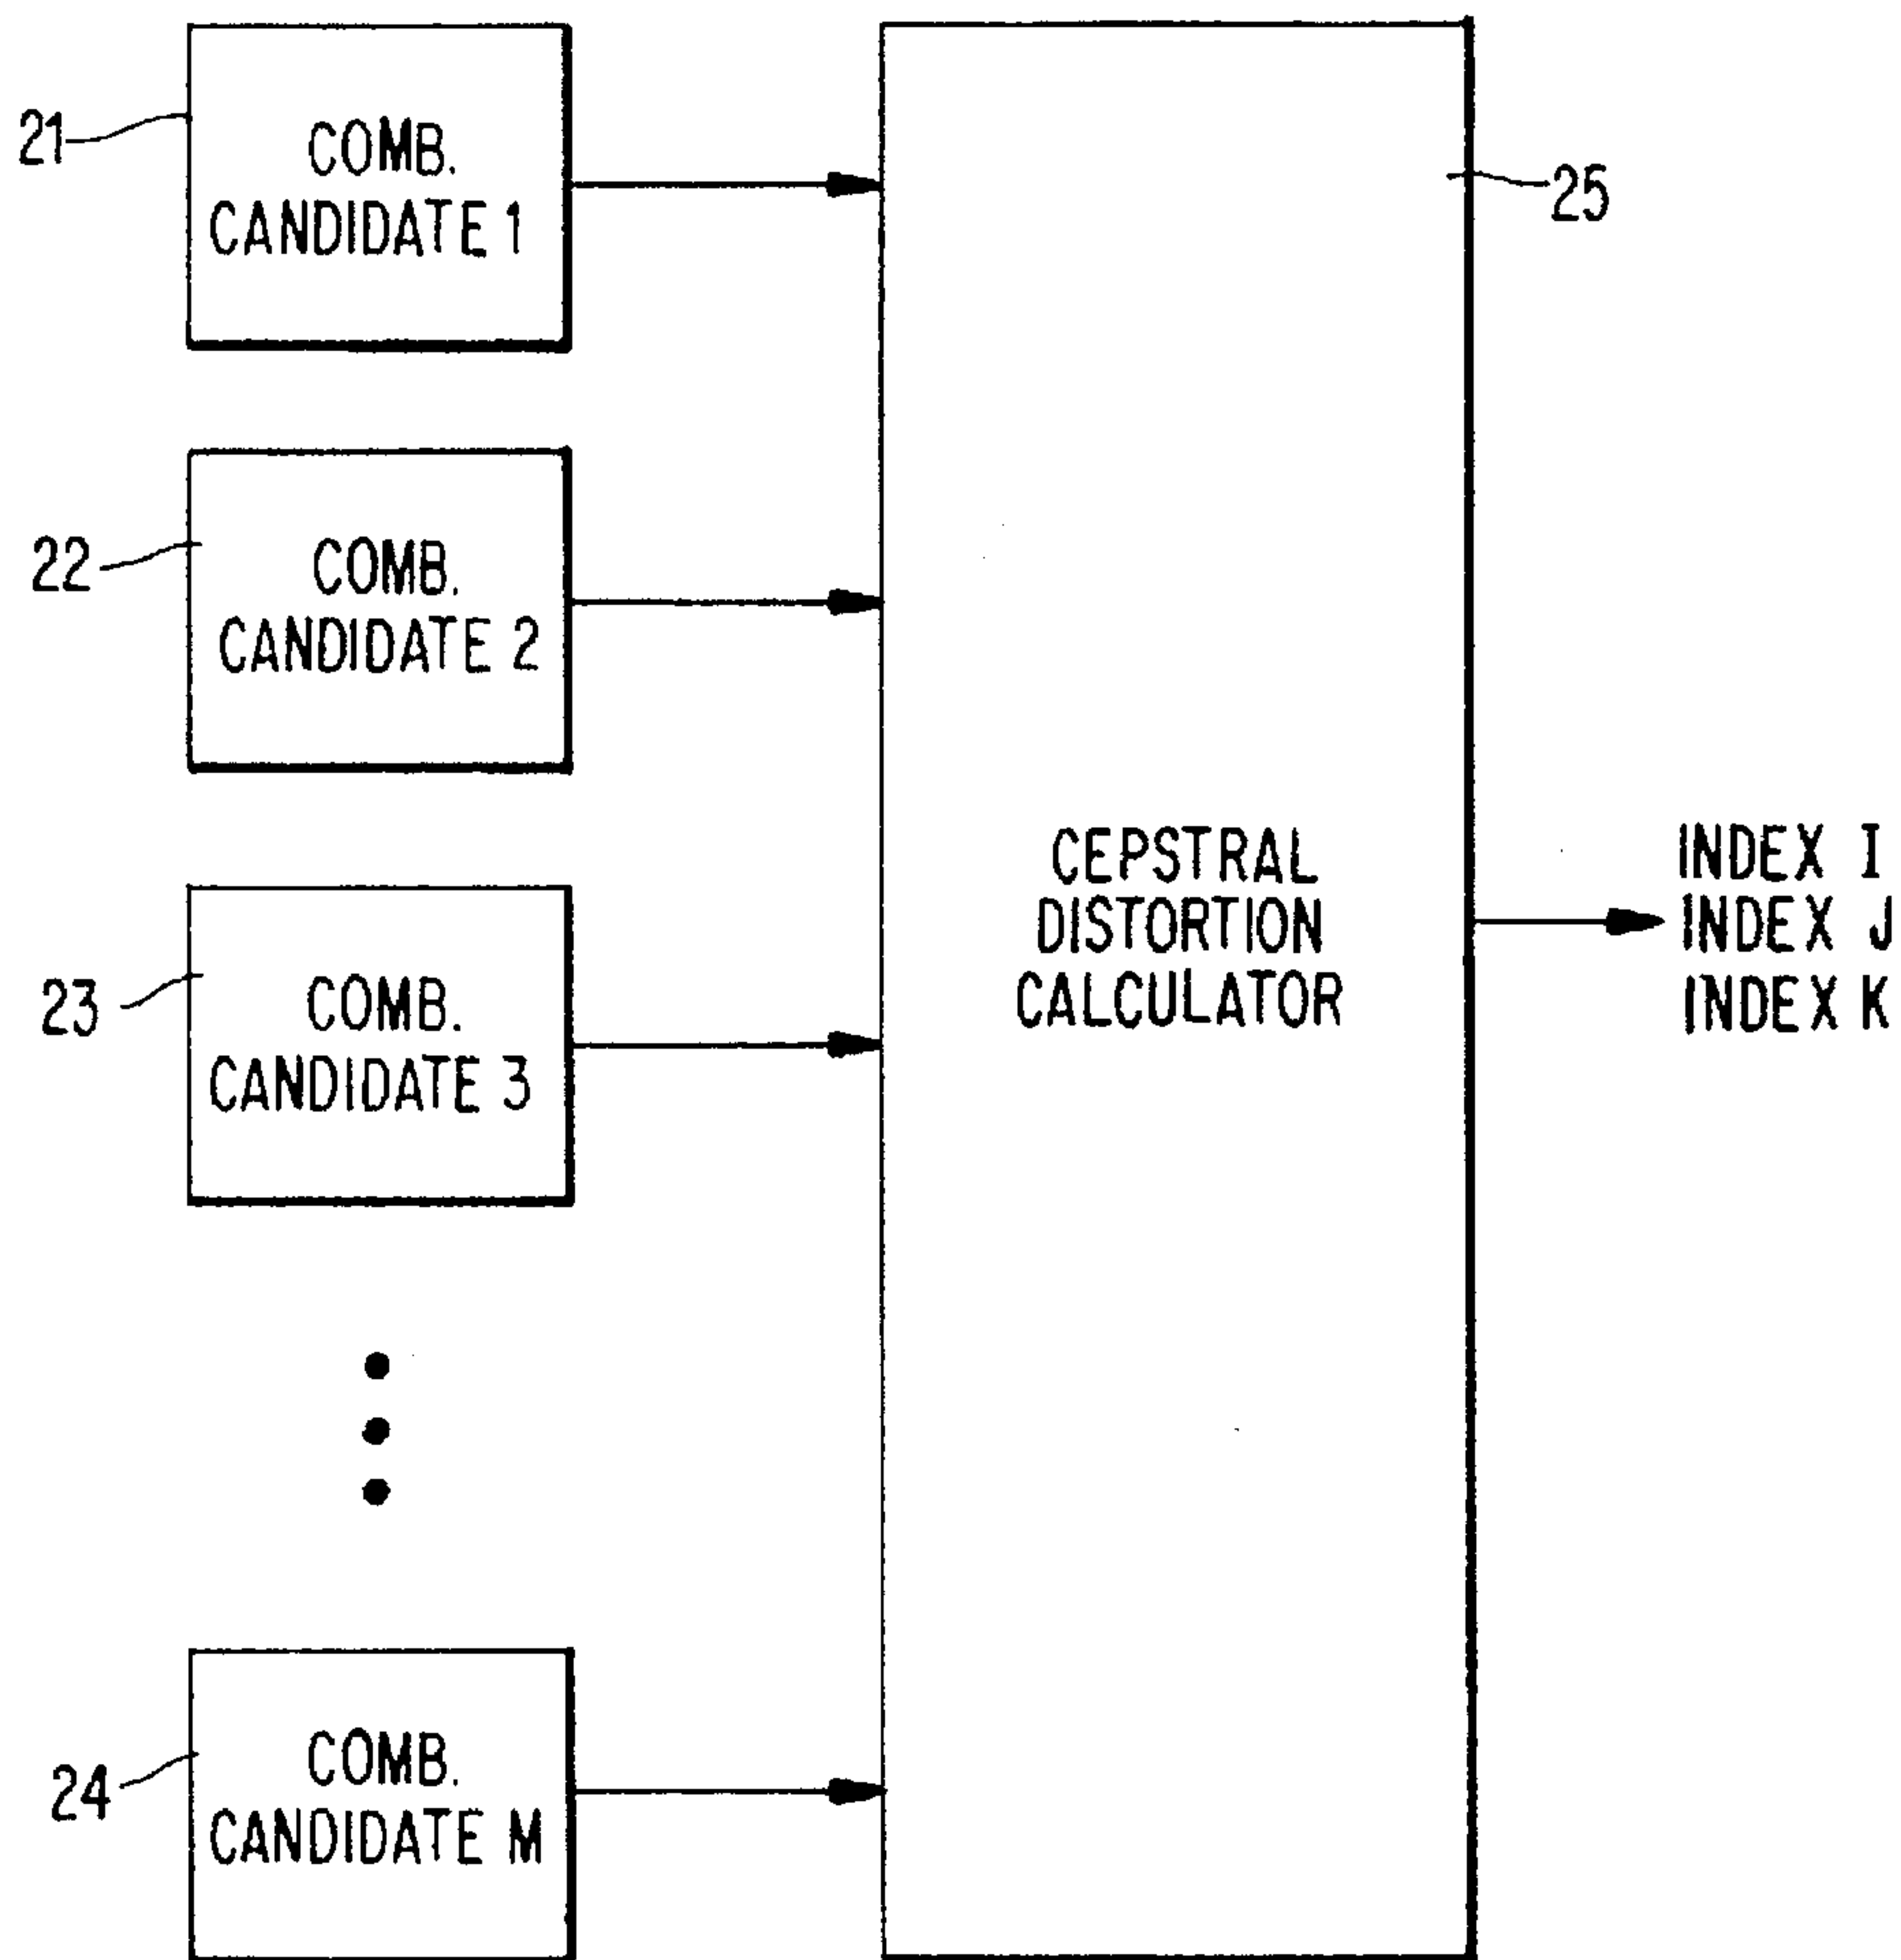 21
COMB.
CANDIDATE 1
25
22
COMB.
CANDIDATE 2
CEPSTRAL
DISTORTION
CALCULATOR
INDEX I
INDEX J
INDEX K
23
COMB.
CANDIDATE 3
24
COMB.
CANDIDATE M